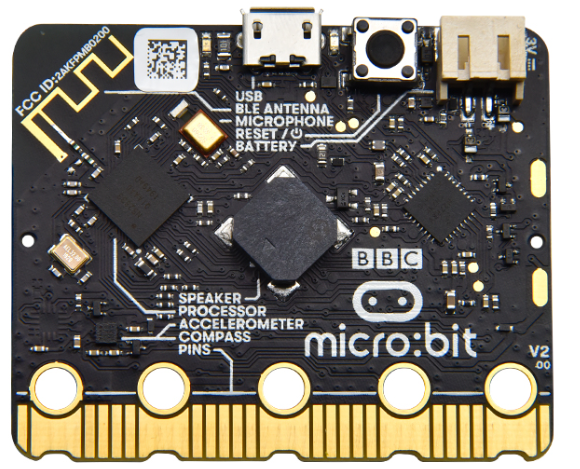 FCC ID:2AKFPMB0200
3V
USB
BLE ANTENNA
MICROPHONE
RESET /
BATTERY
BBC
SPEAKER
PROCESSOR
ACCELEROMETER
COMPASS
PINS
micro:bit
V2
.00